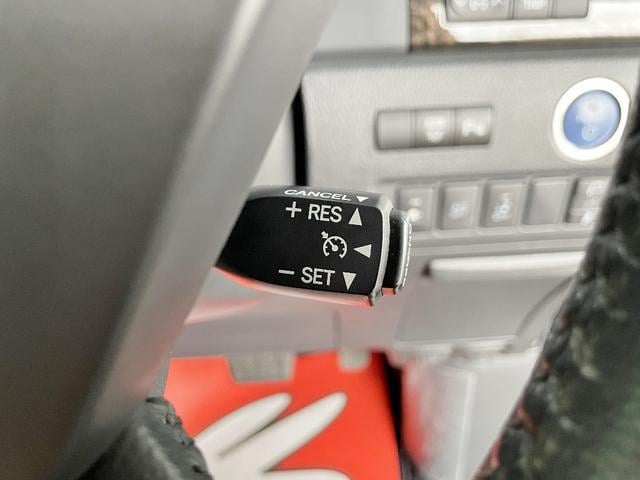 CANCEL ▼
+ RES ▲
◀
− SET ▼